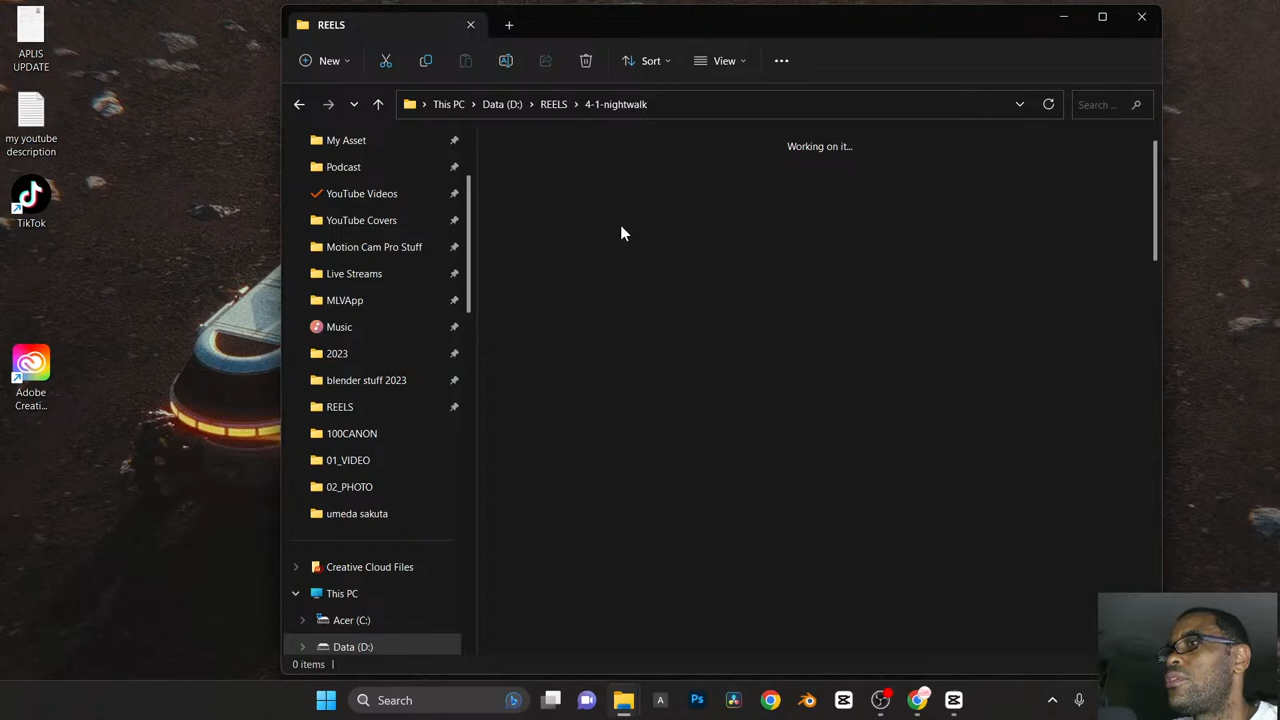 REELS
APLIS
UPDATE
New
Sort
View
This PC
Data (D:)
REELS
4-1-nightwalk
Search ...
my youtube
description
My Asset
Working on it...
Podcast
YouTube Videos
TikTok
YouTube Covers
Motion Cam Pro Stuff
Live Streams
MLVApp
Music
2023
blender stuff 2023
Adobe
Creati...
REELS
100CANON
01_VIDEO
02_PHOTO
umeda sakuta
Creative Cloud Files
This PC
Acer (C:)
Data (D:)
0 items
Search
A
Ps